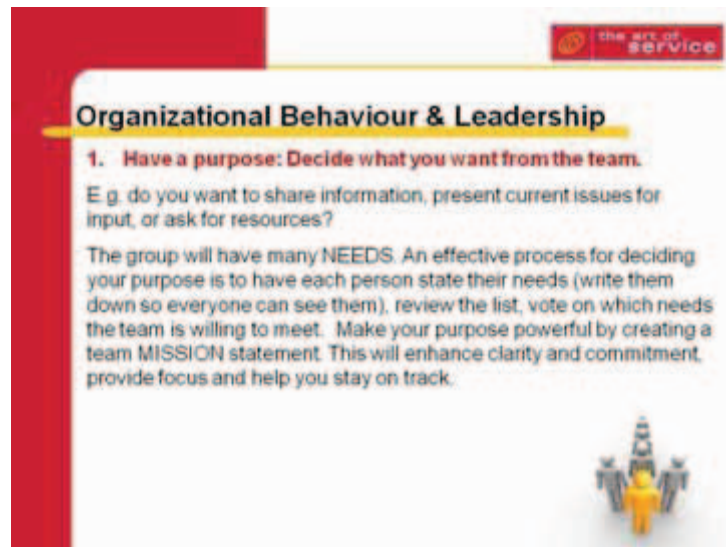 the art of
service
Organizational Behaviour & Leadership
1. Have a purpose: Decide what you want from the team.
E.g. do you want to share information, present current issues for
input, or ask for resources?
The group will have many NEEDS. An effective process for deciding
your purpose is to have each person state their needs (write them
down so everyone can see them), review the list, vote on which needs
the team is willing to meet. Make your purpose powerful by creating a
team MISSION statement. This will enhance clarity and commitment,
provide focus and help you stay on track.